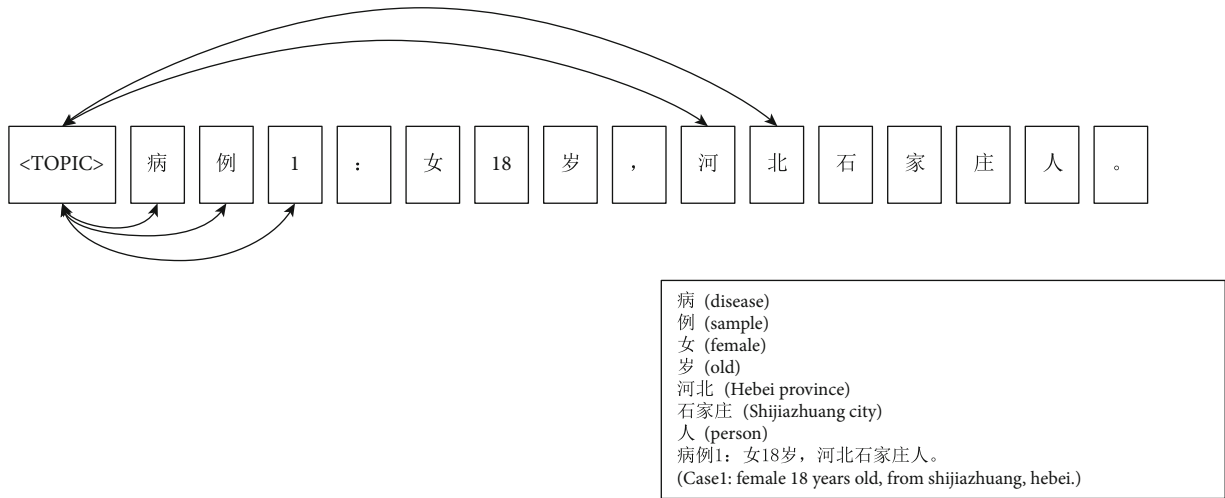 <TOPIC> 病 例 1 : 女 18 岁 , 河 北 石 家 庄 人 。
病 (disease)
例 (sample)
女 (female)
岁 (old)
河北 (Hebei province)
石家庄 (Shijiazhuang city)
人 (person)
病例1：女18岁，河北石家庄人。
(Case1: female 18 years old, from shijiazhuang, hebei.)